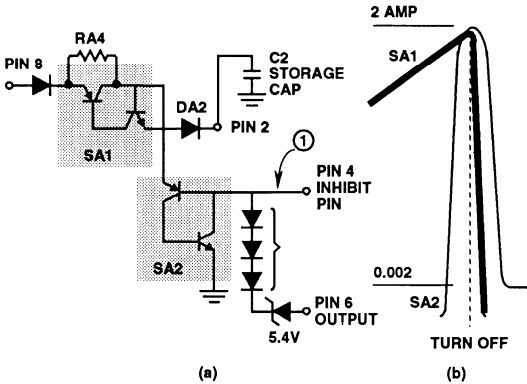 RA4
PIN 8
SA1
DA2
C2
STORAGE
CAP
PIN 2
1
PIN 4
INHIBIT
PIN
SA2
PIN 6
OUTPUT
5.4V
(a)
2 AMP
SA1
0.002
SA2
TURN OFF
(b)